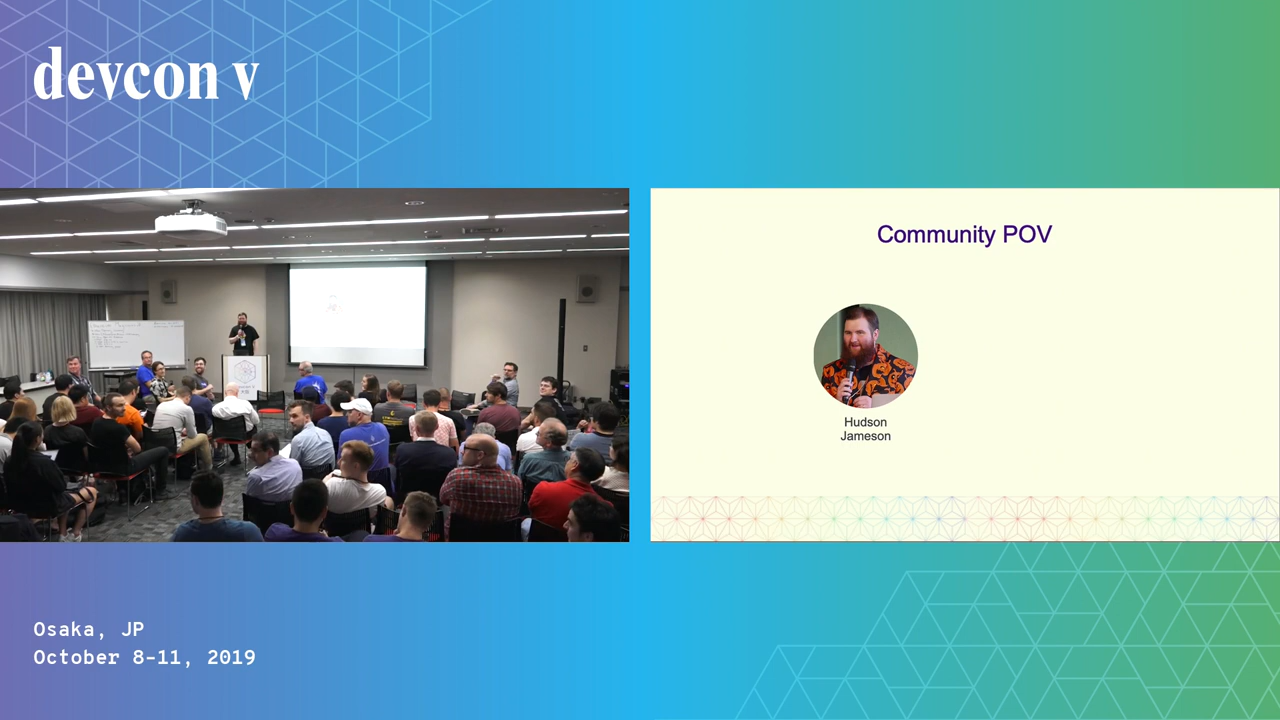 devcon v
Community POV
Hudson
Jameson
Osaka, JP
October 8-11, 2019